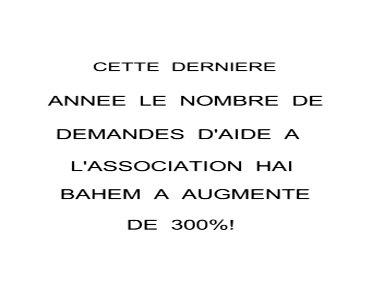 CETTE DERNIERE
ANNEE LE NOMBRE DE
DEMANDES D'AIDE A
L'ASSOCIATION HAI
BAHEM A AUGMENTE
DE 300%!